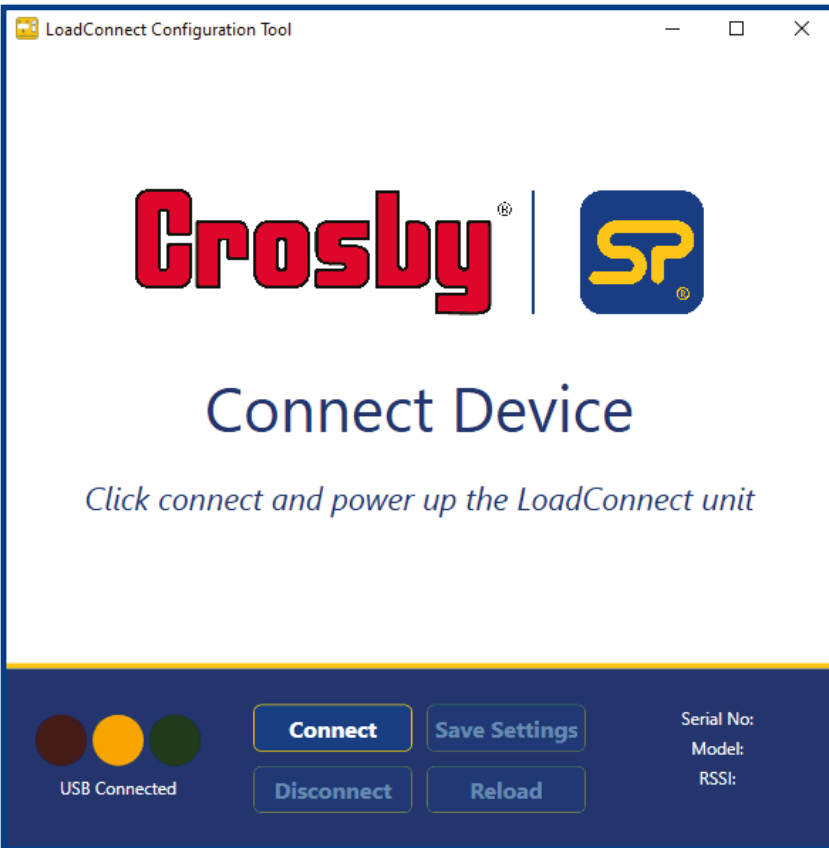 LoadConnect Configuration Tool
Crosby® SP®
Connect Device
Click connect and power up the LoadConnect unit
Connect
Save Settings
Disconnect
Reload
USB Connected
Serial No:
Model:
RSSI: